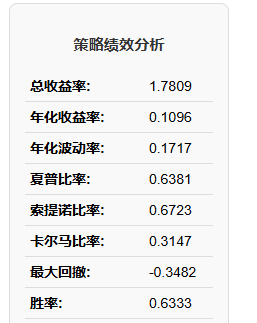 策略绩效分析
总收益率: 1.7809
年化收益率: 0.1096
年化波动率: 0.1717
夏普比率: 0.6381
索提诺比率: 0.6723
卡尔马比率: 0.3147
最大回撤: -0.3482
胜率: 0.6333